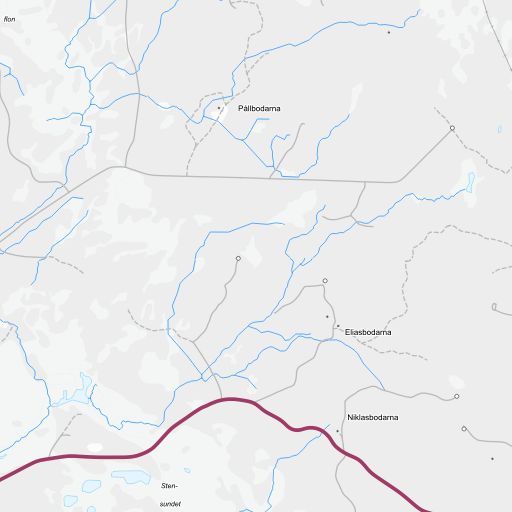 flon
Pållbodarna
Eliasbodarna
Niklasbodarna
Sten-
sundet